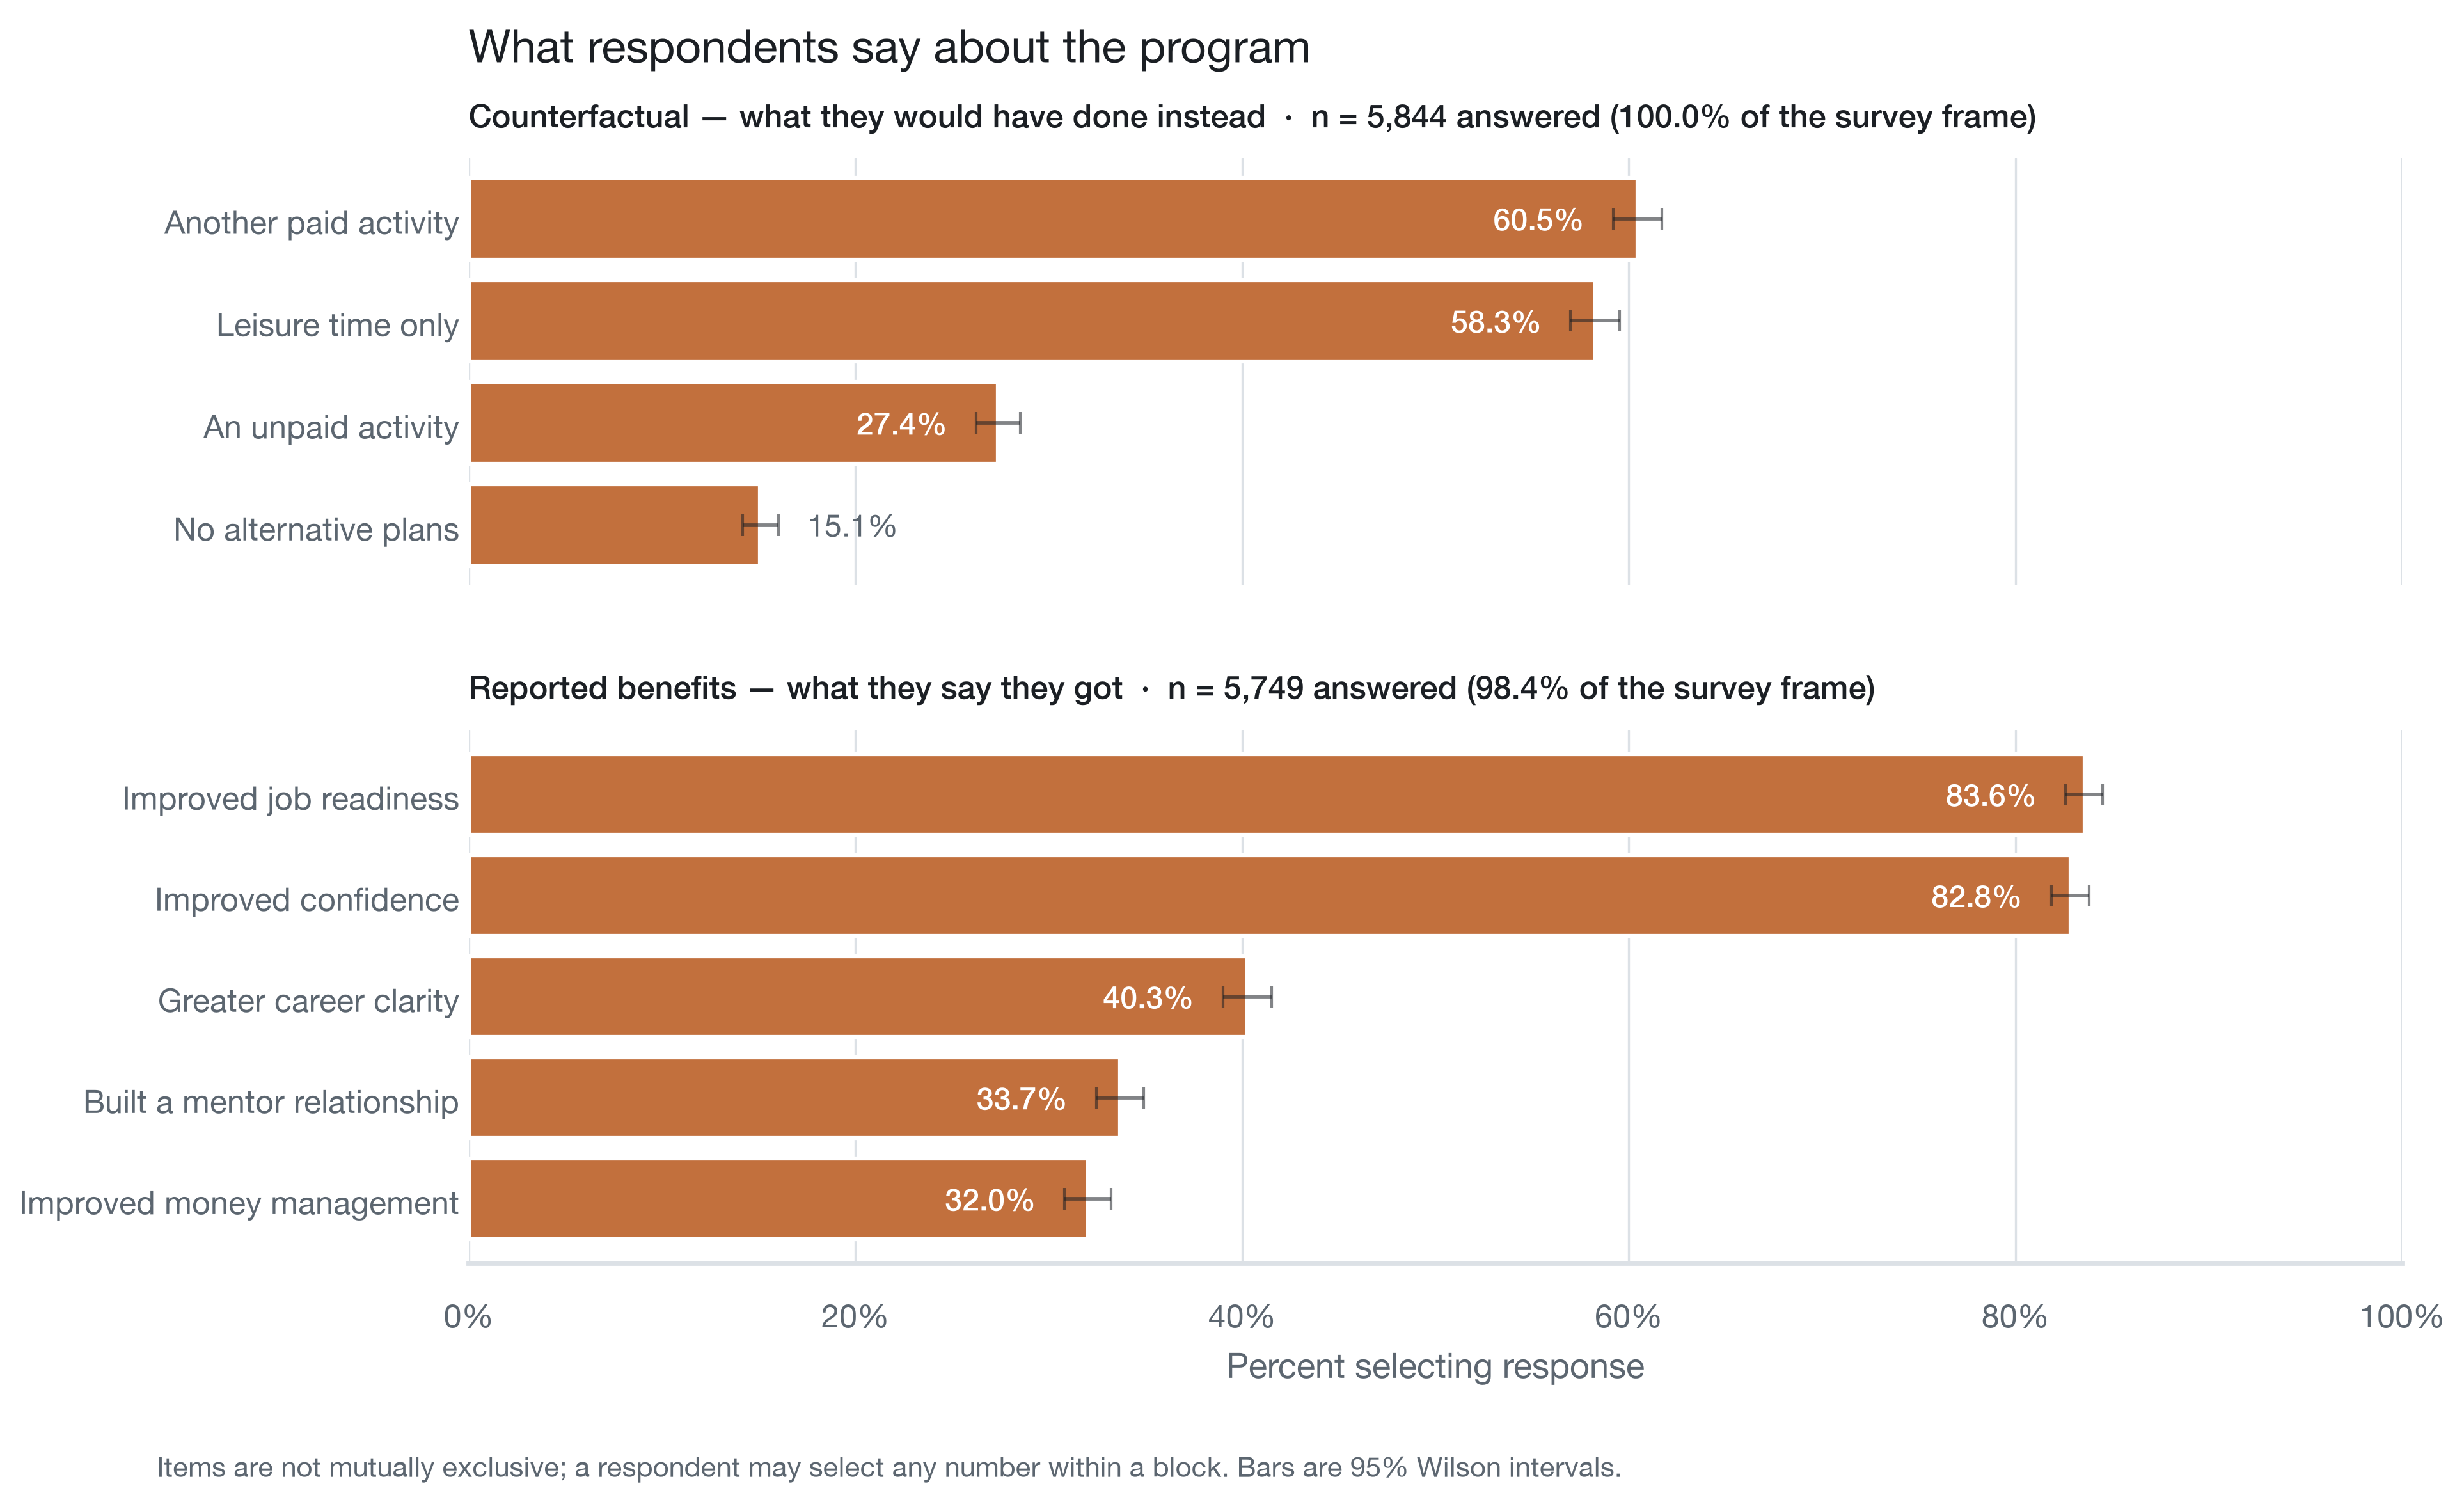 What respondents say about the program
Counterfactual — what they would have done instead · n = 5,844 answered (100.0% of the survey frame)
Another paid activity 60.5%
Leisure time only 58.3%
An unpaid activity 27.4%
No alternative plans 15.1%
Reported benefits — what they say they got · n = 5,749 answered (98.4% of the survey frame)
Improved job readiness 83.6%
Improved confidence 82.8%
Greater career clarity 40.3%
Built a mentor relationship 33.7%
Improved money management 32.0%
0% 20% 40% 60% 80% 100%
Percent selecting response
Items are not mutually exclusive; a respondent may select any number within a block. Bars are 95% Wilson intervals.